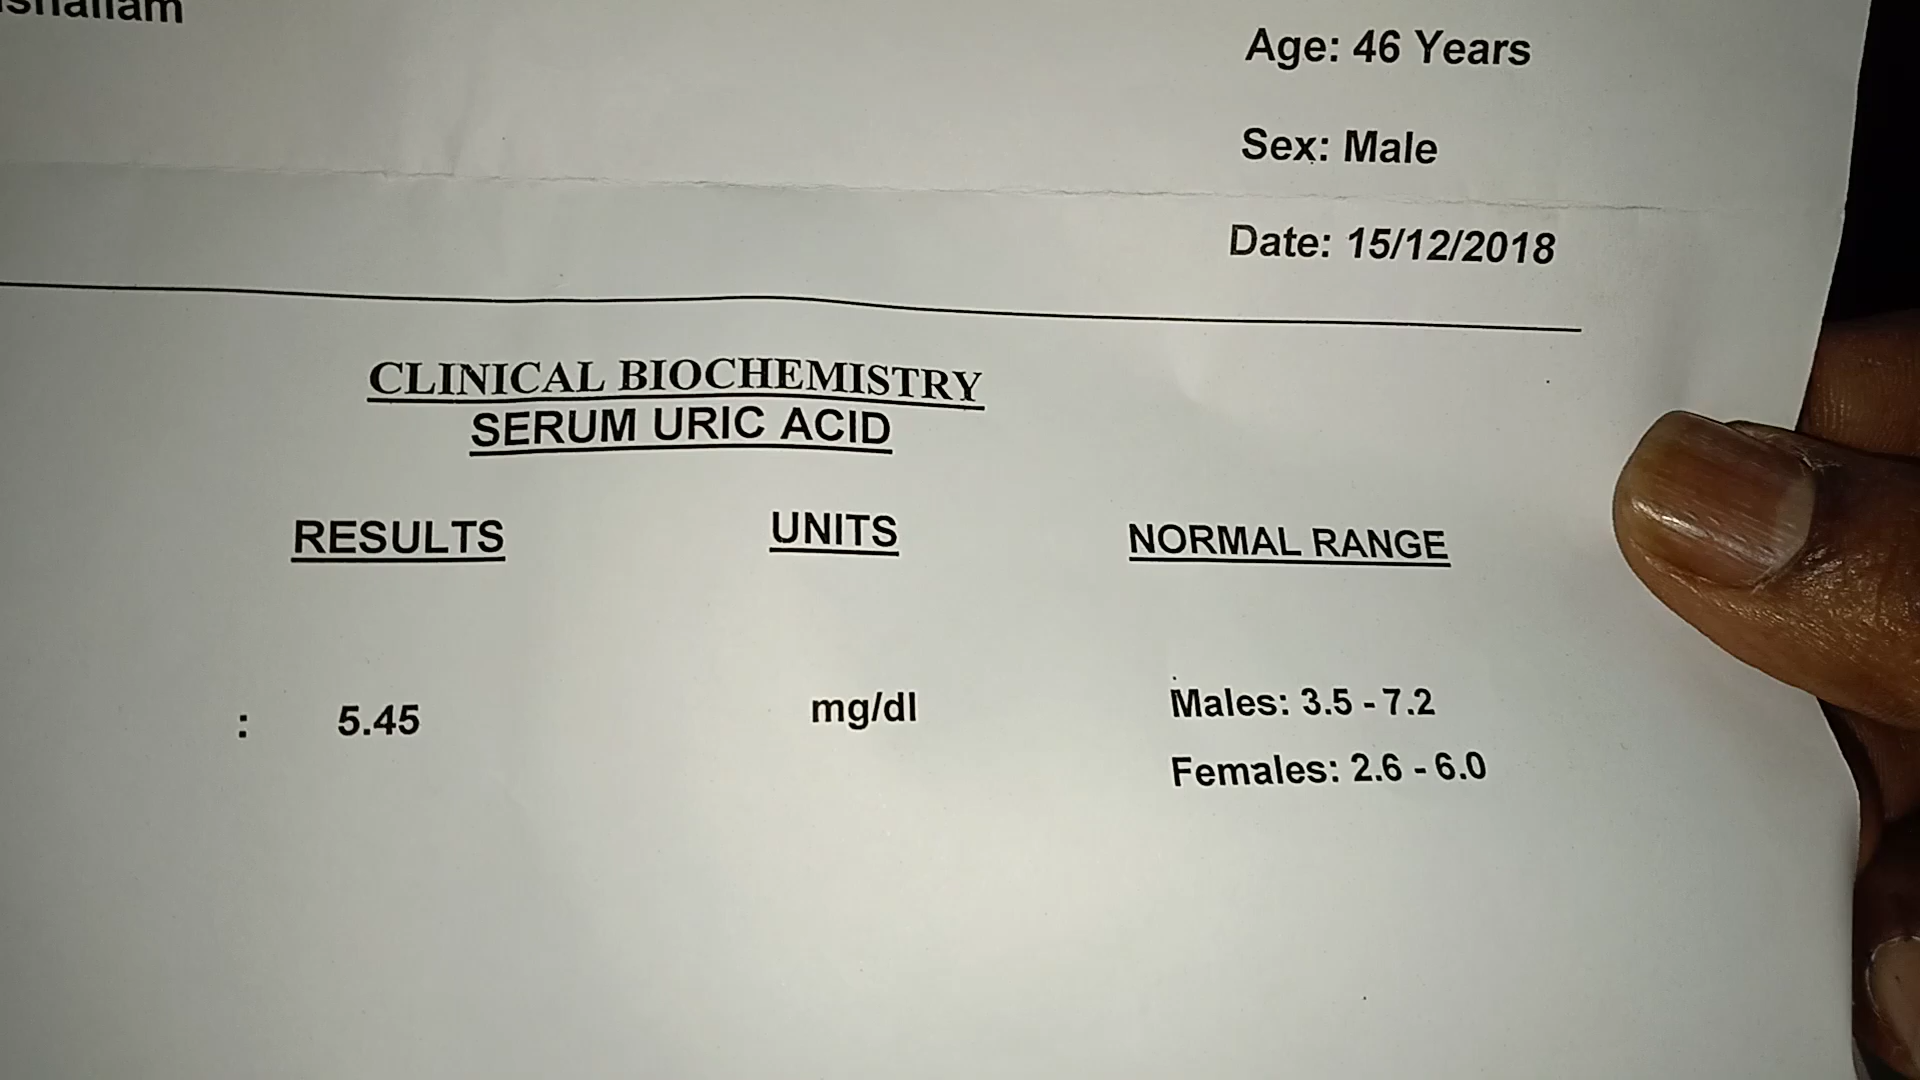 Age: 46 Years
Sex: Male
Date: 15/12/2018
CLINICAL BIOCHEMISTRY
SERUM URIC ACID
RESULTS UNITS NORMAL RANGE
: 5.45 mg/dl Males: 3.5 - 7.2
Females: 2.6 - 6.0